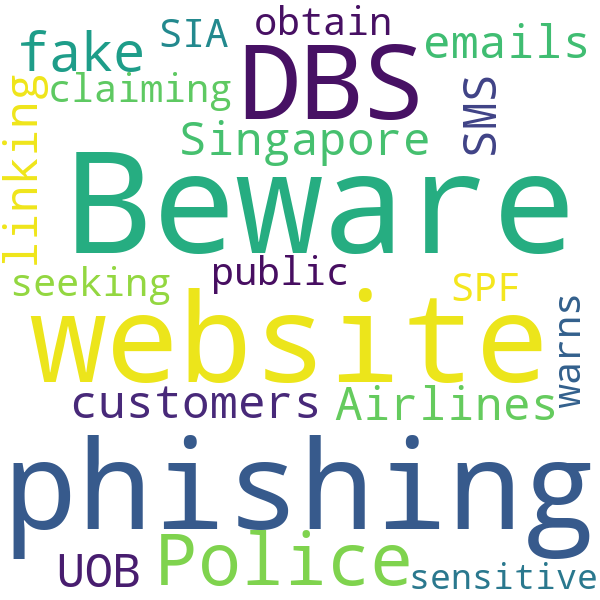 obtain
SIA
fake
emails
DBS
claiming
linking
SMS
Singapore
Beware
public
seeking
SPF
website
warns
customers
Airlines
phishing
Police
UOB
sensitive